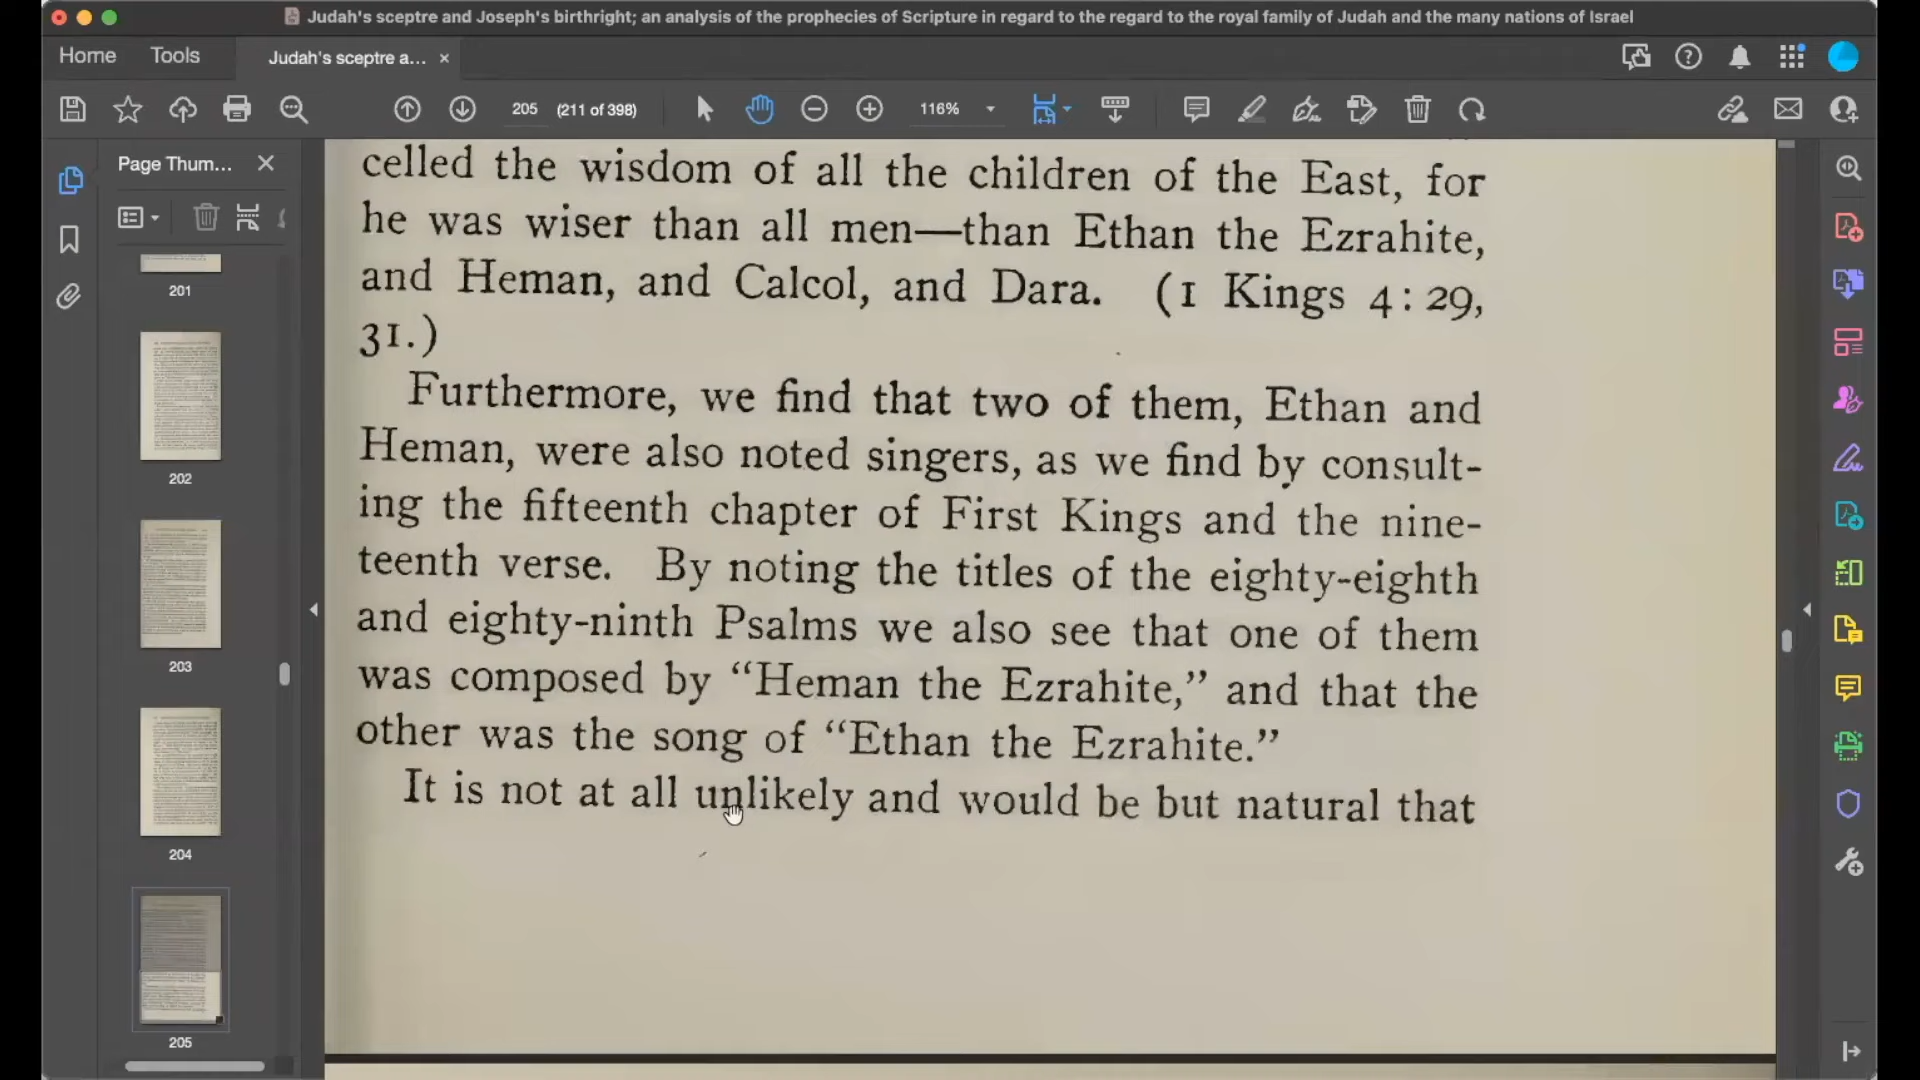 Judah's sceptre and Joseph's birthright; an analysis of the prophecies of Scripture in regard to the regard to the royal family of Judah and the many nations of Israel
Home
Tools
Judah's sceptre a...
205
(211 of 398)
116%
Page Thum...
201
202
203
204
205
celled the wisdom of all the children of the East, for
he was wiser than all men—than Ethan the Ezrahite,
and Heman, and Calcol, and Dara. (1 Kings 4:29,
31.)
Furthermore, we find that two of them, Ethan and
Heman, were also noted singers, as we find by consult-
ing the fifteenth chapter of First Kings and the nine-
teenth verse. By noting the titles of the eighty-eighth
and eighty-ninth Psalms we also see that one of them
was composed by “Heman the Ezrahite,” and that the
other was the song of “Ethan the Ezrahite.”
It is not at all unlikely and would be but natural that